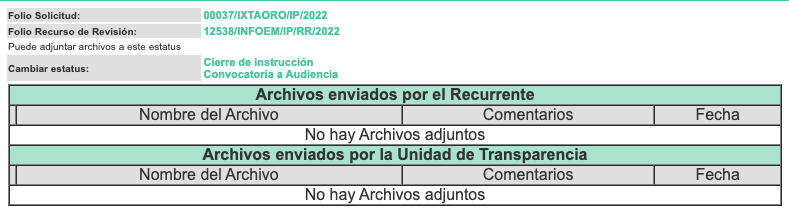 Folio Solicitud: 00037/IXTAORO/IP/2022
Folio Recurso de Revisión: 12538/INFOEM/IP/RR/2022
Puede adjuntar archivos a este estatus
Cambiar estatus: Cierre de instrucción
Convocatoria a Audiencia
Archivos enviados por el Recurrente
Nombre del Archivo Comentarios Fecha
No hay Archivos adjuntos
Archivos enviados por la Unidad de Transparencia
Nombre del Archivo Comentarios Fecha
No hay Archivos adjuntos